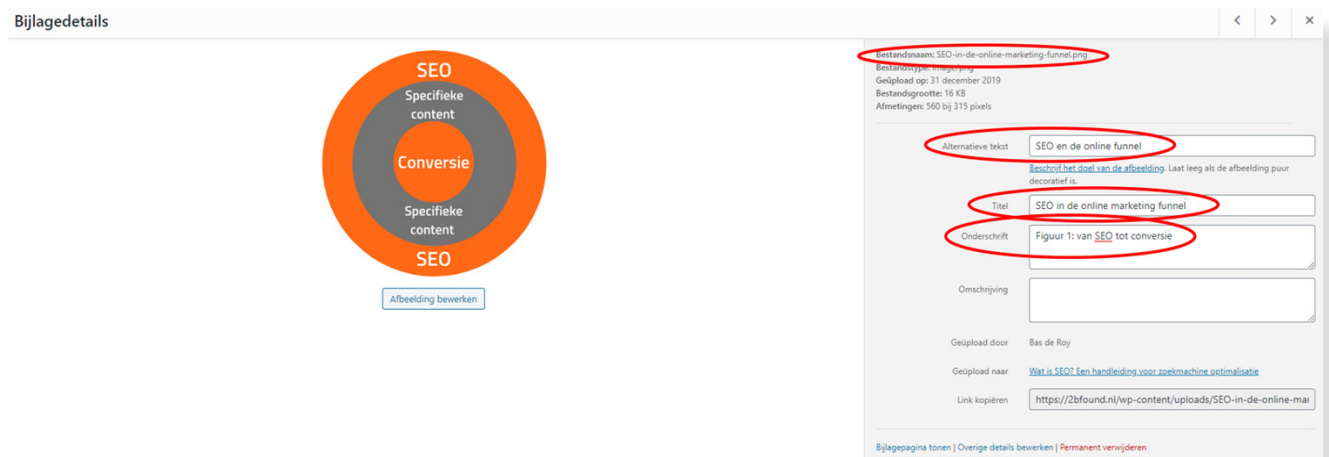 Bijlagedetails
SEO
Specifieke
content
Conversie
Specifieke
content
SEO
Afbeelding bewerken
Bestandsnaam: SEO-in-de-online-marketing-funnel.png
Bestandstype: image/png
Geüpload op: 31 december 2019
Bestandsgrootte: 16 KB
Afmetingen: 560 bij 315 pixels
Alternatieve tekst SEO en de online funnel
Beschrijf het doel van de afbeelding. Laat leeg als de afbeelding puur
decoratief is.
Titel SEO in de online marketing funnel
Onderschrift Figuur 1: van SEO tot conversie
Omschrijving
Geüpload door Bas de Roy
Geüpload naar Wat is SEO? Een handleiding voor zoekmachine optimalisatie
Link kopiëren https://2bfound.nl/wp-content/uploads/SEO-in-de-online-mar
Bijlagepagina tonen | Overige details bewerken | Permanent verwijderen